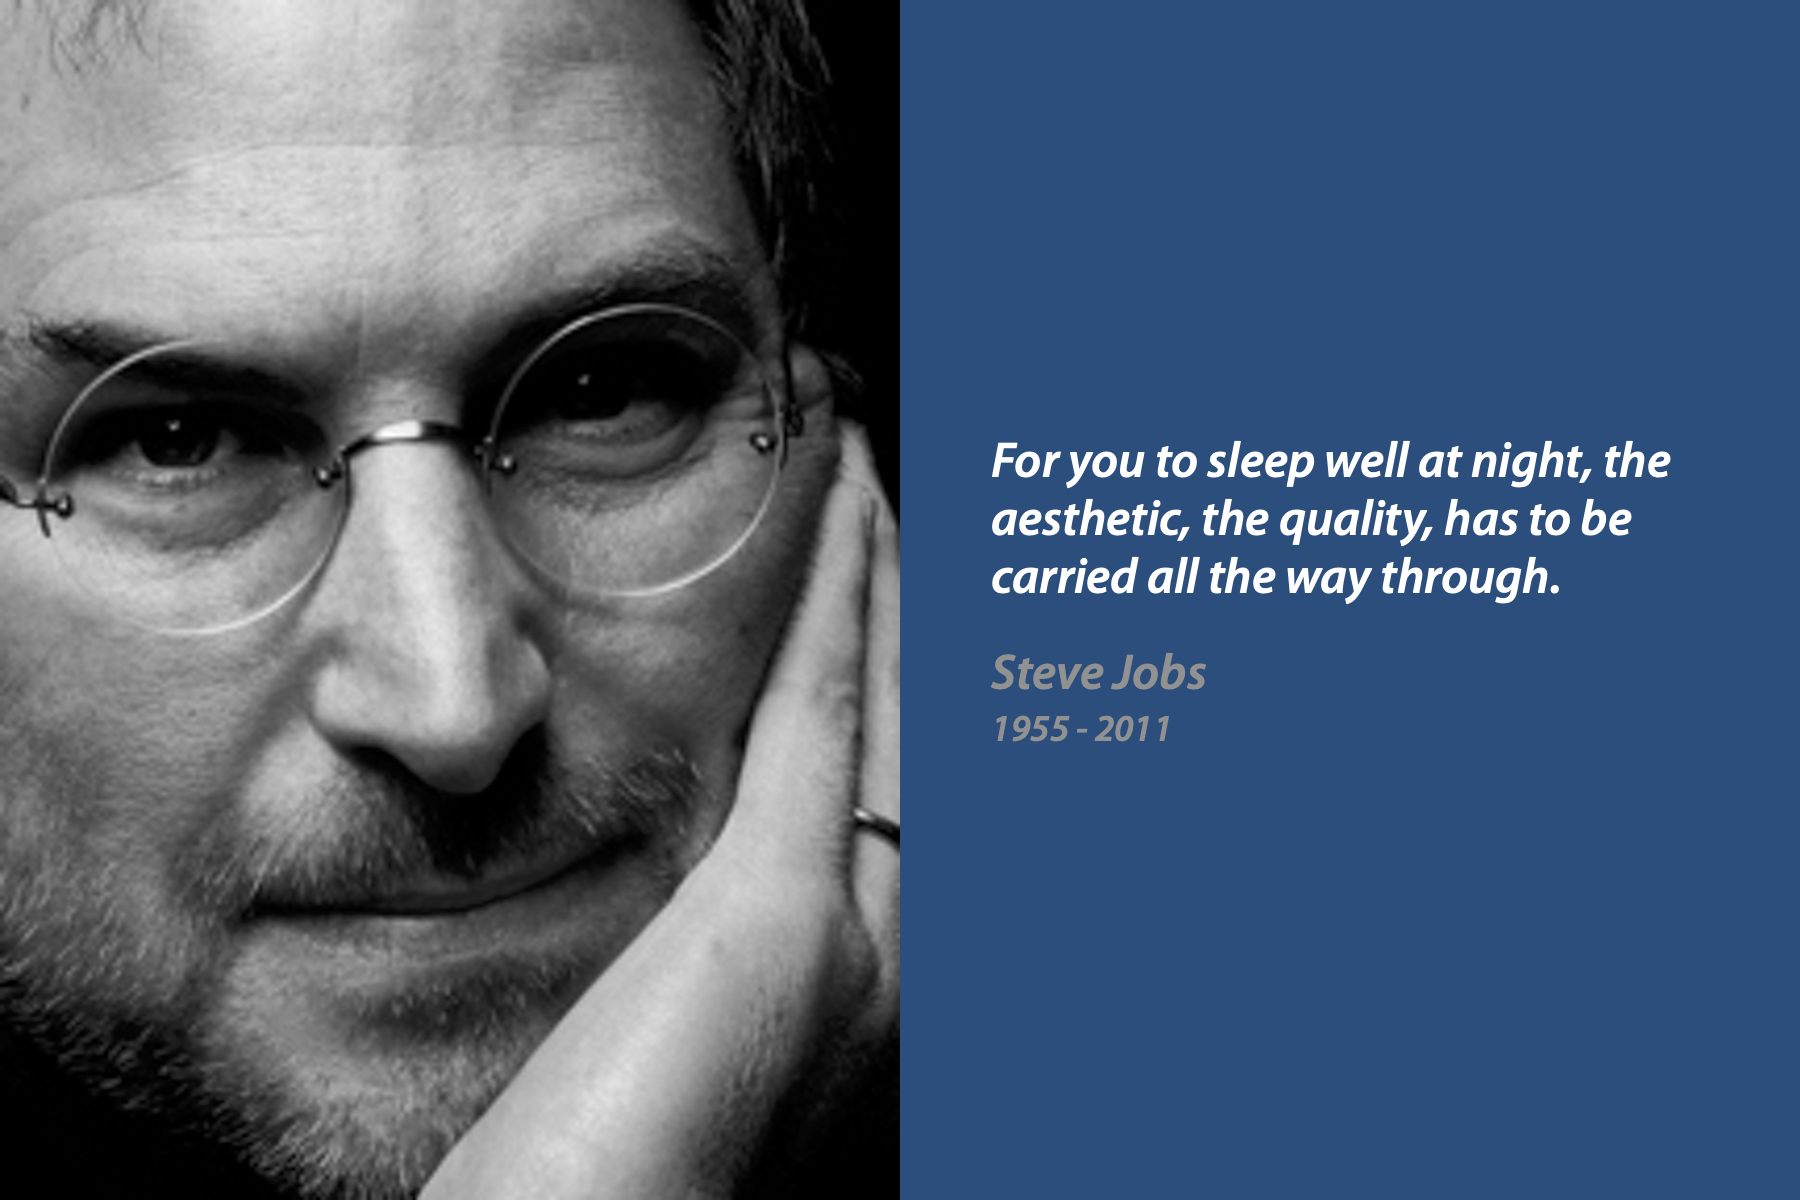 For you to sleep well at night, the
aesthetic, the quality, has to be
carried all the way through.
Steve Jobs
1955 - 2011